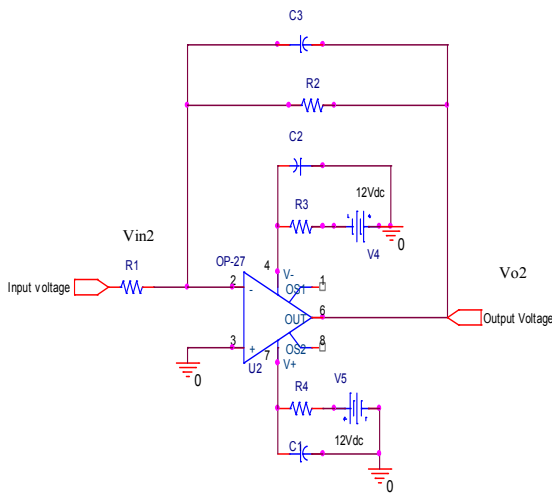 C3
R2
C2
12Vdc
R3
V4
0
Vin2
R1
OP-27
4
V-
1
OS1
Vo2
Input voltage
2
-
6
OUT
Output Voltage
3
+
8
OS2
7
V+
U2
0
R4
V5
C1
12Vdc
0